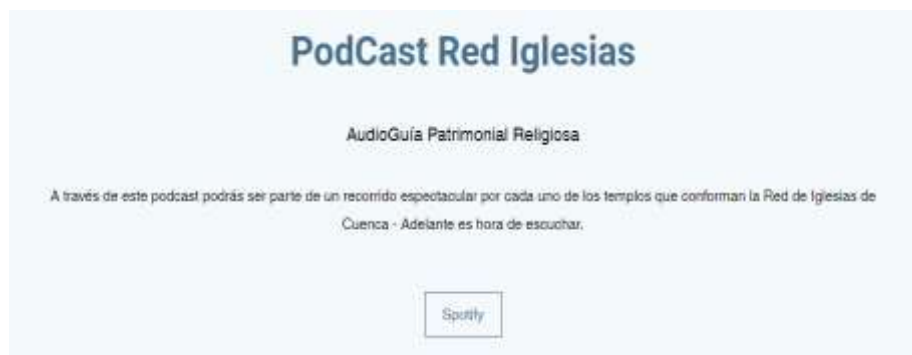 PodCast Red Iglesias
AudioGuía Patrimonial Religiosa
A través de este podcast podrás ser parte de un recorrido espectacular por cada uno de los templos que conforman la Red de Iglesias de
Cuenca - Adelante es hora de escuchar.
Spotify